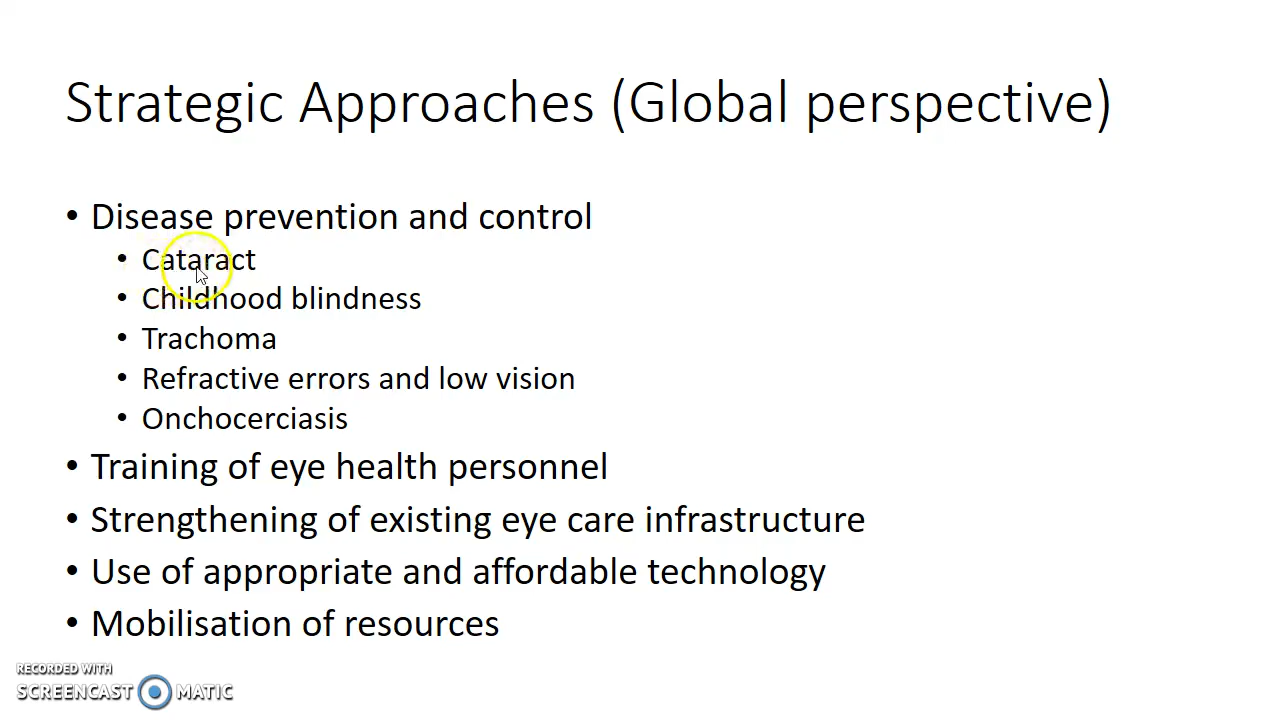 Strategic Approaches (Global perspective)
• Disease prevention and control
• Cataract
• Childhood blindness
• Trachoma
• Refractive errors and low vision
• Onchocerciasis
• Training of eye health personnel
• Strengthening of existing eye care infrastructure
• Use of appropriate and affordable technology
• Mobilisation of resources
RECORDED WITH
SCREENCAST MATIC